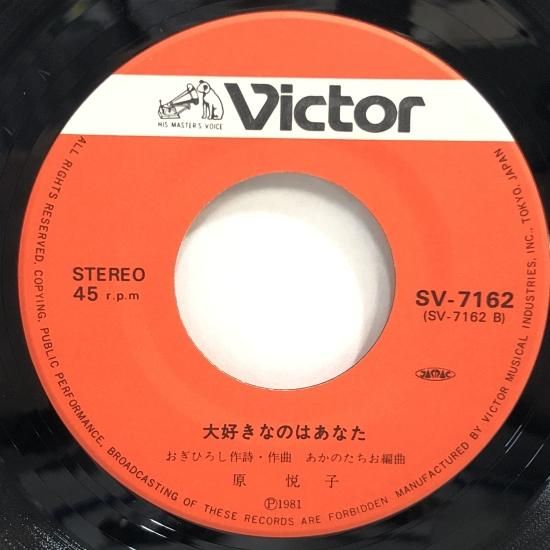 Victor
HIS MASTER'S VOICE
STEREO
45 r.p.m
SV-7162
(SV-7162 B)
JASRAC
大好きなのはあなた
おぎひろし作詩・作曲 あかのたちお編曲
原 悦 子
Ⓟ1981
ALL RIGHTS RESERVED, COPYING, PUBLIC PERFORMANCE, BROADCASTING OF THESE RECORDS ARE FORBIDDEN MANUFACTURED BY VICTOR MUSICAL INDUSTRIES, INC., TOKYO, JAPAN